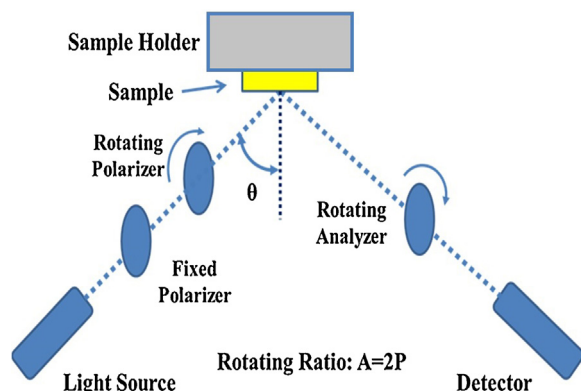 Sample Holder
Sample
Rotating
Polarizer
θ
Rotating
Analyzer
Fixed
Polarizer
Rotating Ratio: A=2P
Light Source
Detector